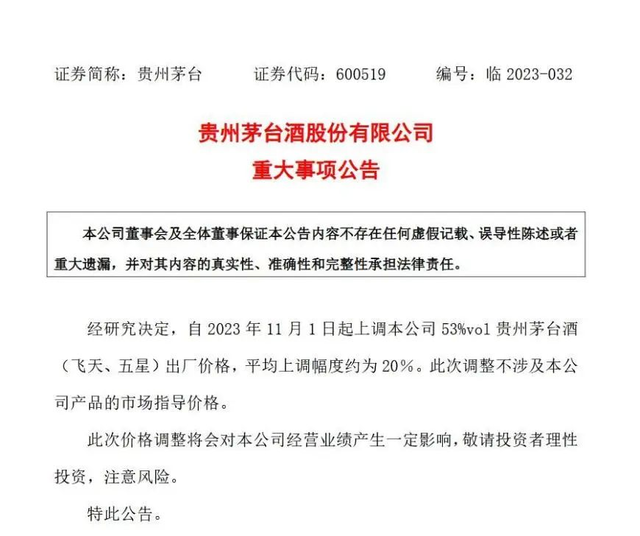 证券简称：贵州茅台 证券代码：600519 编号：临 2023-032
贵州茅台酒股份有限公司
重大事项公告
本公司董事会及全体董事保证本公告内容不存在任何虚假记载、误导性陈述或者
重大遗漏，并对其内容的真实性、准确性和完整性承担法律责任。
经研究决定，自 2023 年 11 月 1 日起上调本公司 53%vol 贵州茅台酒
（飞天、五星）出厂价格，平均上调幅度约为 20%。此次调整不涉及本公
司产品的市场指导价格。
此次价格调整将会对本公司经营业绩产生一定影响，敬请投资者理性
投资，注意风险。
特此公告。